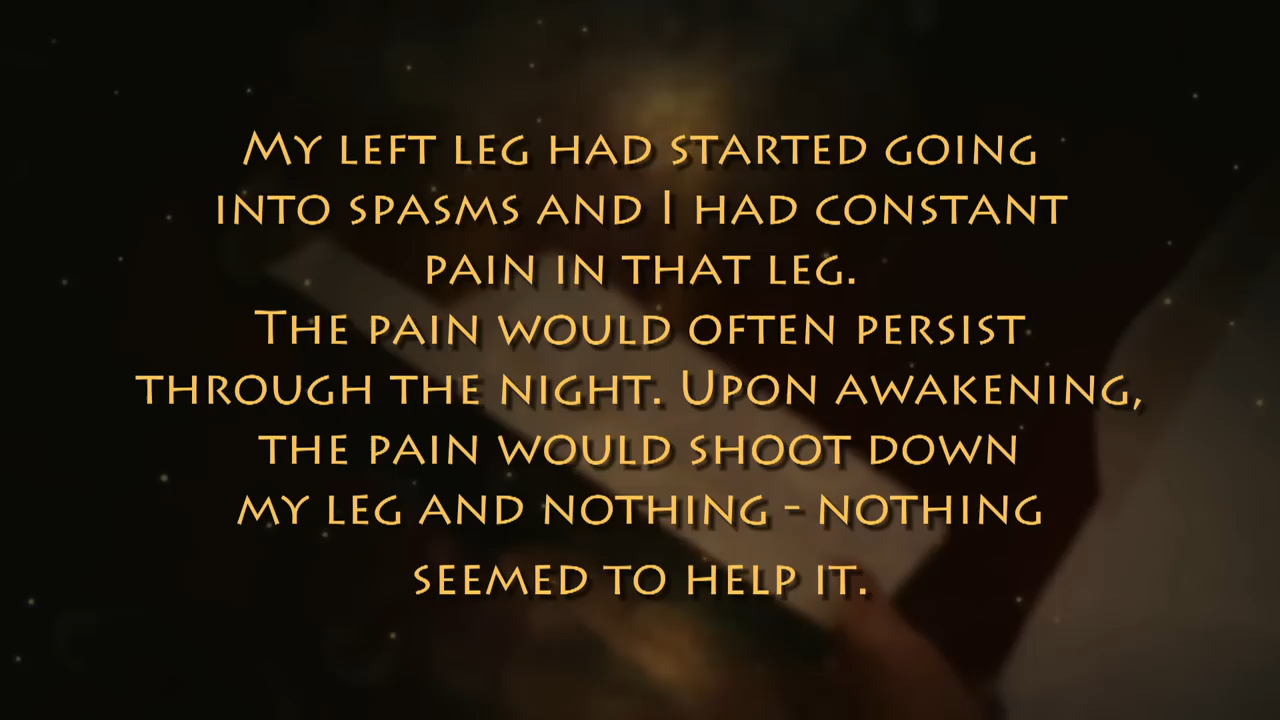 My left leg had started going
into spasms and I had constant
pain in that leg.
The pain would often persist
through the night. Upon awakening,
the pain would shoot down
my leg and nothing - nothing
seemed to help it.